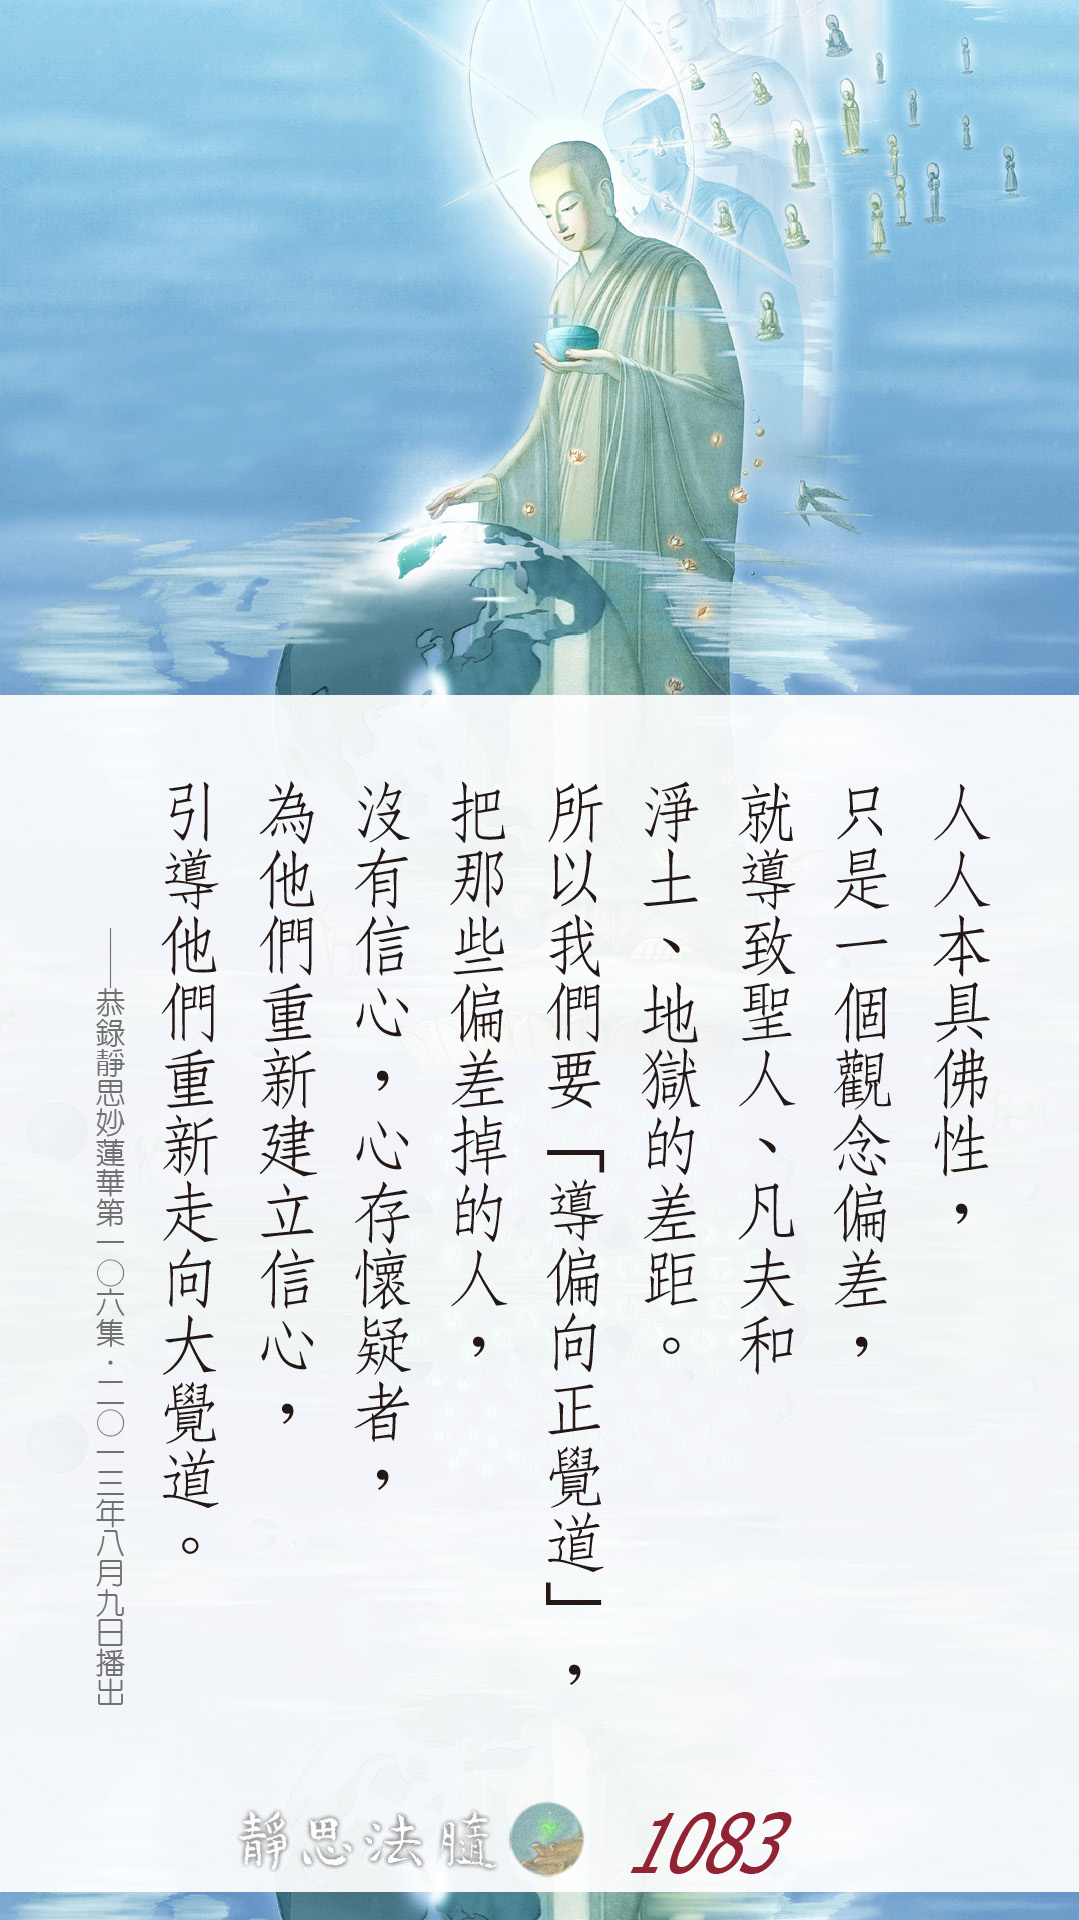 人人本具佛性，
只是一個觀念偏差，
就導致聖人、凡夫和
淨土、地獄的差距。
所以我們要「導偏向正覺道」，
把那些偏差掉的人，
沒有信心，心存懷疑者，
為他們重新建立信心，
引導他們重新走向大覺道。
——恭錄靜思妙蓮華第一〇六集．二〇一三年八月九日播出
靜思法髓
1083